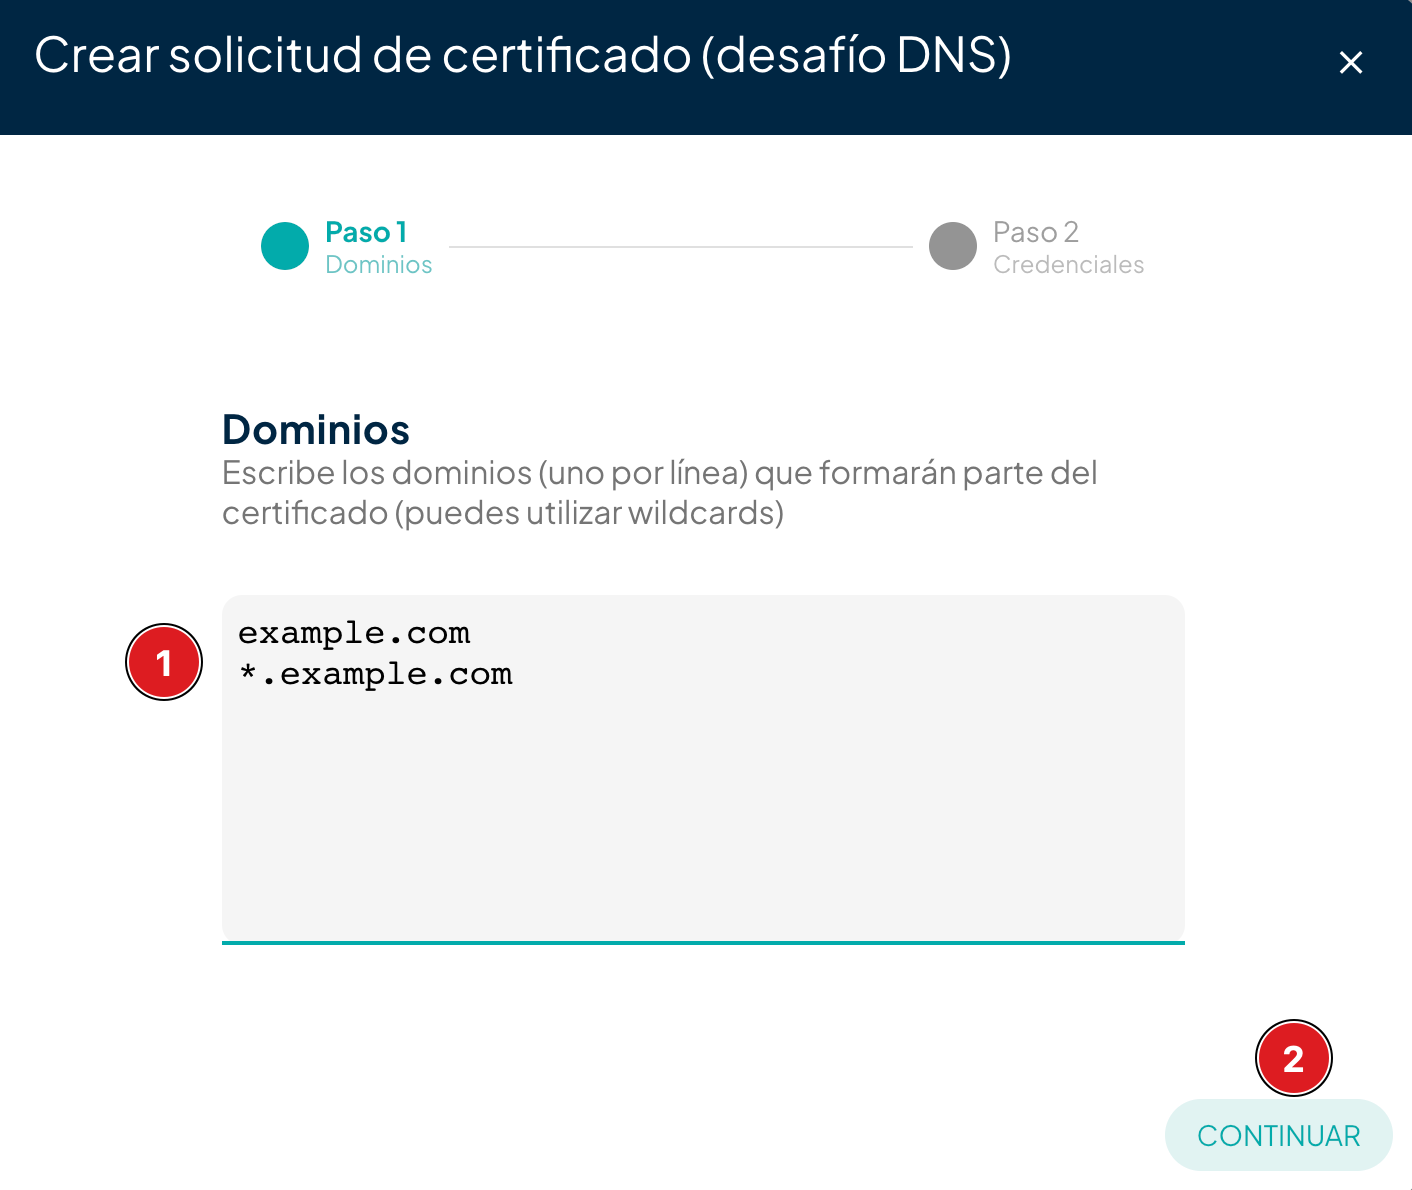 Crear solicitud de certificado (desafío DNS)
Paso 1
Dominios
Paso 2
Credenciales
Dominios
Escribe los dominios (uno por línea) que formarán parte del
certificado (puedes utilizar wildcards)
1
example.com
*.example.com
2
CONTINUAR